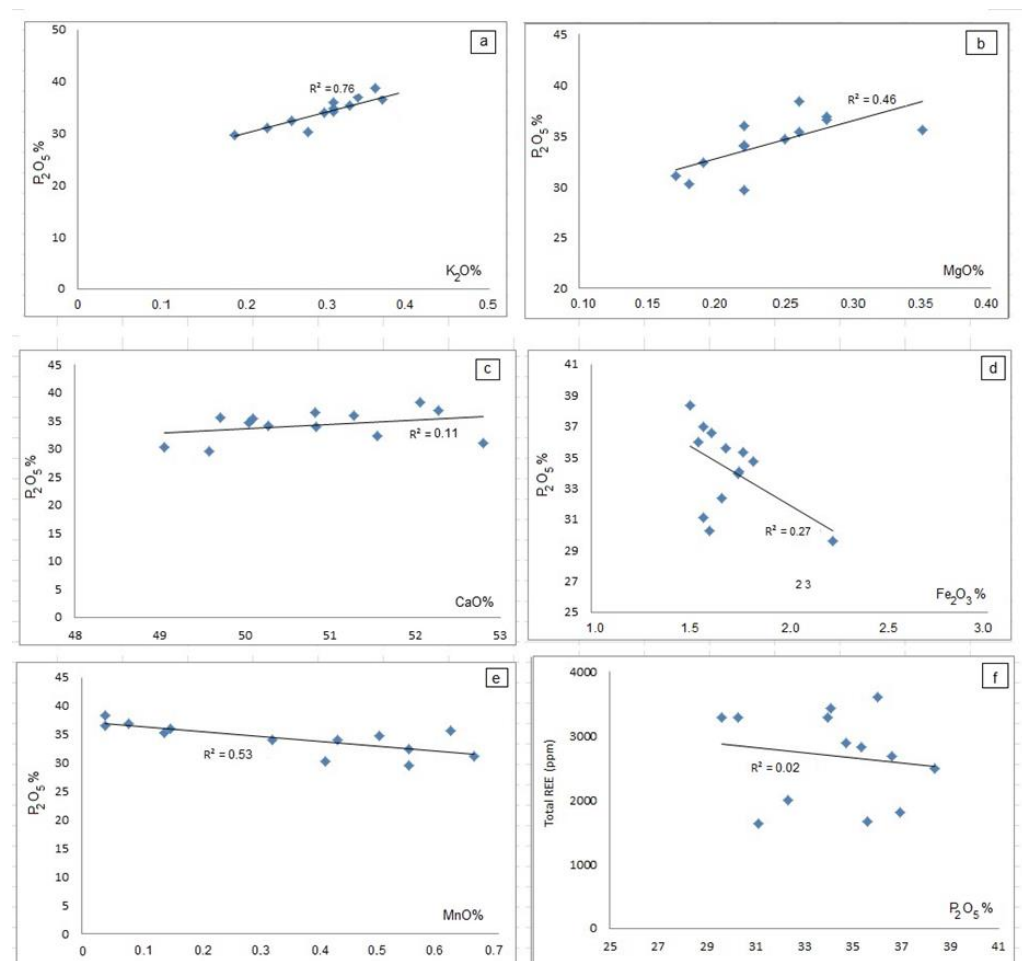 a
50
40
30
20
10
0
P2O5 %
R² = 0.76
K2O%
0 0.1 0.2 0.3 0.4 0.5
b
45
40
35
30
25
20
P2O5 %
R² = 0.46
MgO%
0.10 0.15 0.20 0.25 0.30 0.35 0.40
c
45
40
35
30
25
20
15
10
5
0
P2O5 %
R² = 0.11
CaO%
48 49 50 51 52 53
d
41
39
37
35
33
31
29
27
25
P2O5 %
R² = 0.27
2 3
Fe2O3 %
1.0 1.5 2.0 2.5 3.0
e
45
40
35
30
25
20
15
10
5
0
P2O5 %
R² = 0.53
MnO%
0 0.1 0.2 0.3 0.4 0.5 0.6 0.7
f
4000
3000
2000
1000
0
Total REE (ppm)
R² = 0.02
P2O5 %
25 27 29 31 33 35 37 39 41